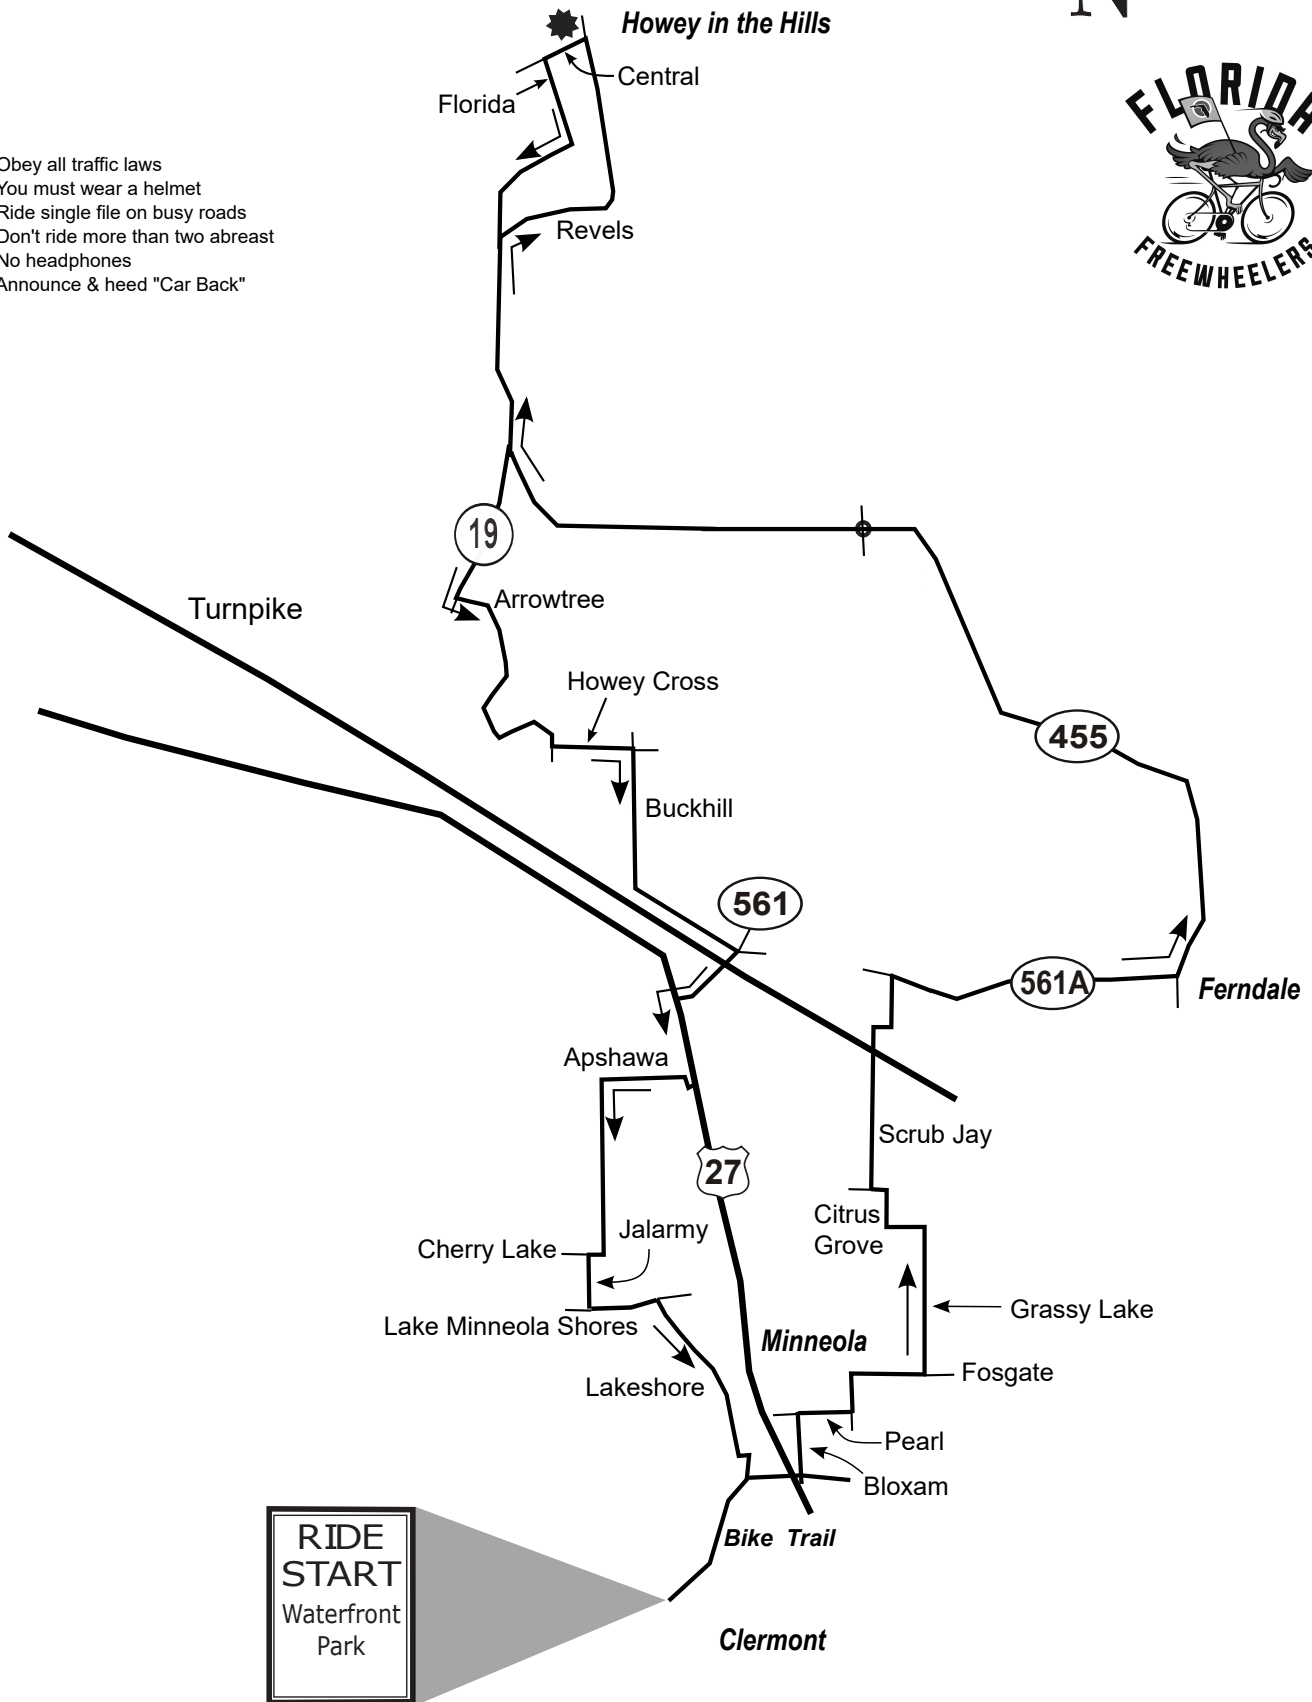 N
Howey in the Hills
Central
Florida
FLORIDA
FREEWHEELERS
Obey all traffic laws
You must wear a helmet
Ride single file on busy roads
Don't ride more than two abreast
No headphones
Announce & heed "Car Back"
Revels
19
Arrowtree
Turnpike
Howey Cross
455
Buckhill
561
561A
Ferndale
Apshawa
Scrub Jay
27
Citrus
Grove
Jalarmy
Cherry Lake
Grassy Lake
Lake Minneola Shores
Minneola
Fosgate
Lakeshore
Pearl
Bloxam
Bike Trail
RIDE
START
Waterfront
Park
Clermont